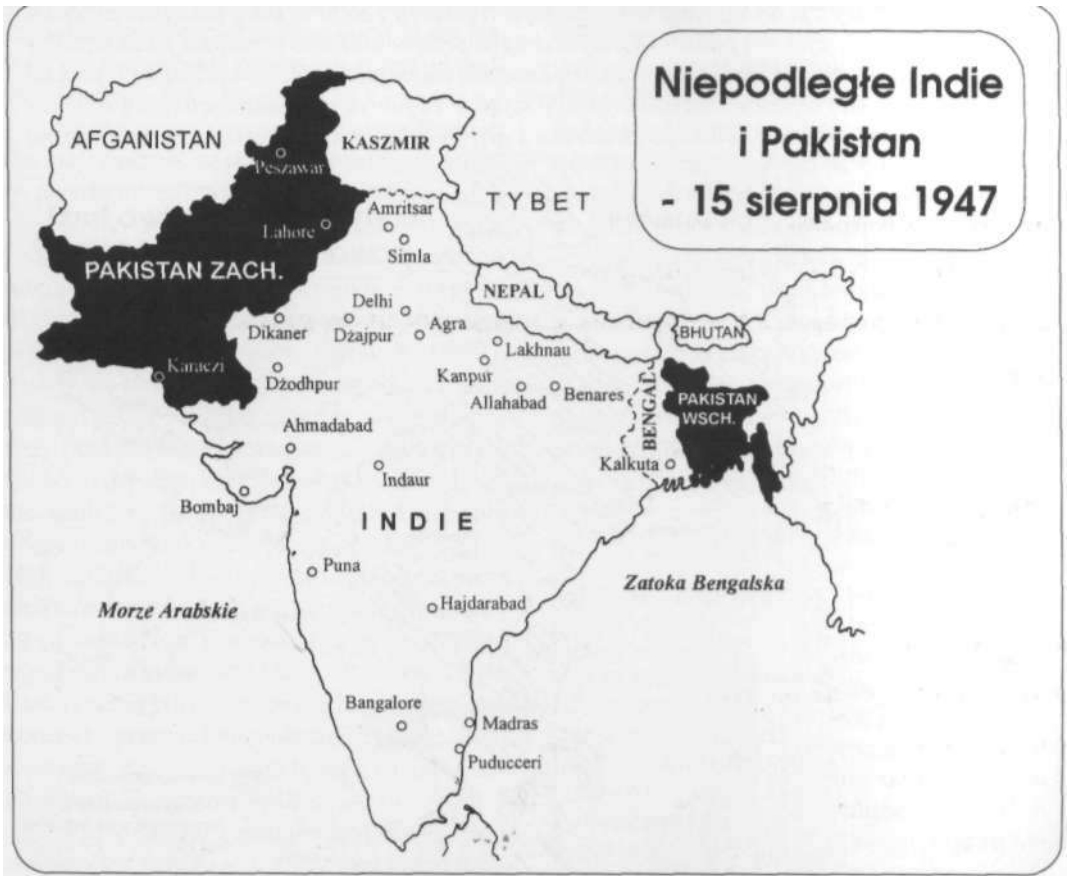 Niepodległe Indie
i Pakistan
- 15 sierpnia 1947
AFGANISTAN
KASZMIR
Peszawar
TYBET
Amritsar
Lahore
Simla
PAKISTAN ZACH.
NEPAL
Delhi
Dikaner
Dżajpur
Agra
BHUTAN
Lakhnau
Karaczi
Kanpur
Dżodhpur
Allahabad
Benares
BENGAL
PAKISTAN
WSCH.
Ahmadabad
Kalkuta
Indaur
Bombaj
INDIE
Puna
Zatoka Bengalska
Morze Arabskie
Hajdarabad
Bangalore
Madras
Puducceri